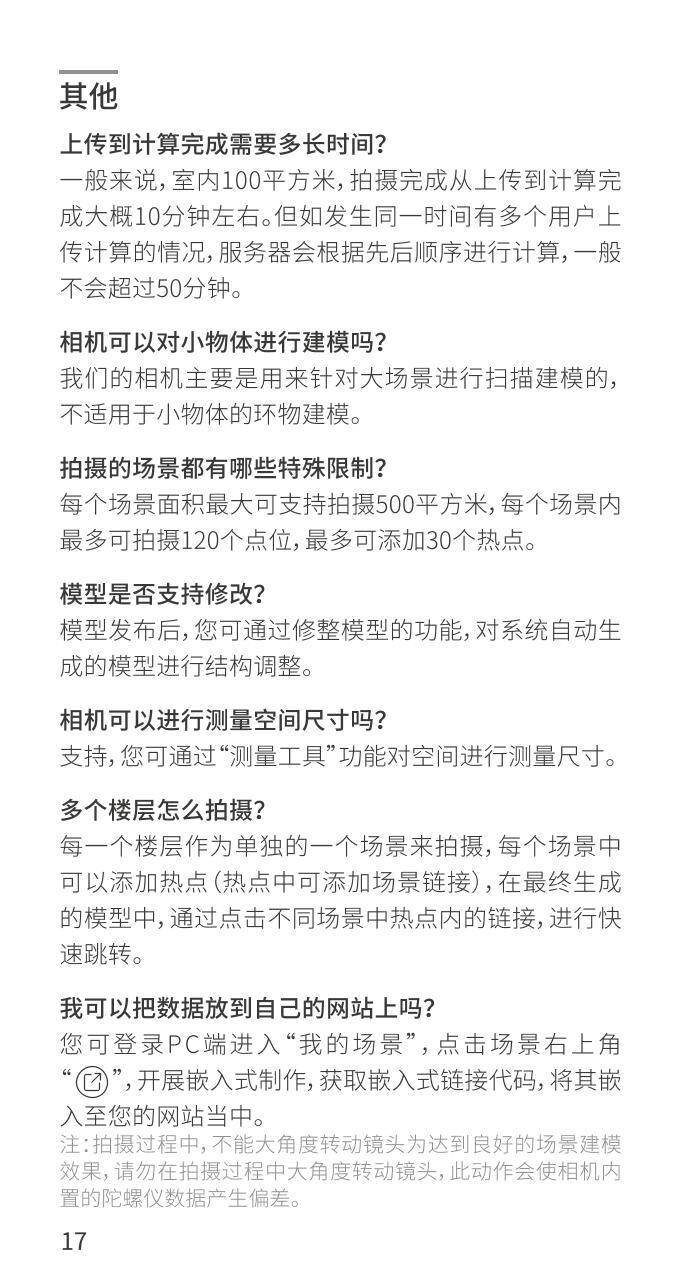 其他
上传到计算完成需要多长时间？
一般来说，室内100平方米，拍摄完成从上传到计算完
成大概10分钟左右。但如发生同一时间有多个用户上
传计算的情况，服务器会根据先后顺序进行计算，一般
不会超过50分钟。
相机可以对小物体进行建模吗？
我们的相机主要是用来针对大场景进行扫描建模的，
不适用于小物体的环物建模。
拍摄的场景都有哪些特殊限制？
每个场景面积最大可支持拍摄500平方米，每个场景内
最多可拍摄120个点位，最多可添加30个热点。
模型是否支持修改？
模型发布后，您可通过修整模型的功能，对系统自动生
成的模型进行结构调整。
相机可以进行测量空间尺寸吗？
支持，您可通过“测量工具”功能对空间进行测量尺寸。
多个楼层怎么拍摄？
每一个楼层作为单独的一个场景来拍摄，每个场景中
可以添加热点（热点中可添加场景链接），在最终生成
的模型中，通过点击不同场景中热点内的链接，进行快
速跳转。
我可以把数据放到自己的网站上吗？
您可登录PC端进入“我的场景”，点击场景右上角
“”，开展嵌入式制作，获取嵌入式链接代码，将其嵌
入至您的网站当中。
注：拍摄过程中，不能大角度转动镜头为达到良好的场景建模
效果，请勿在拍摄过程中大角度转动镜头，此动作会使相机内
置的陀螺仪数据产生偏差。
17